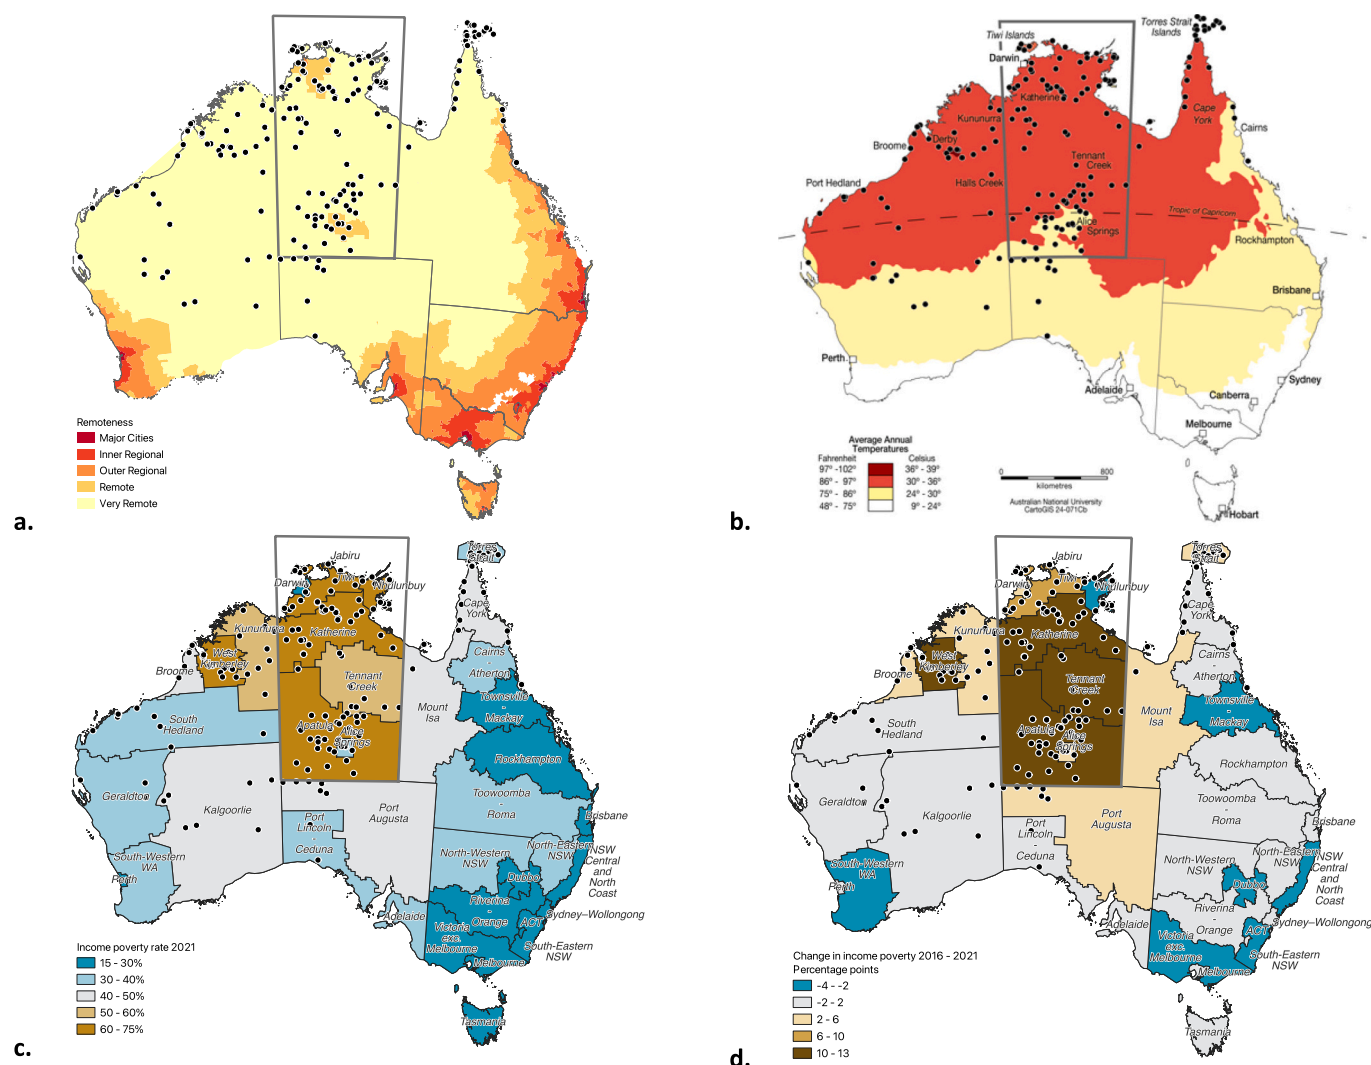 Remoteness
Major Cities
Inner Regional
Outer Regional
Remote
Very Remote
a.
Torres Strait
Islands
Tiwi Islands
Darwin
Katherine
Kununurra
Cape
York
Cairns
Derby
Broome
Tennant
Creek
Halls Creek
Port Hedland
Tropic of Capricorn
Alice
Springs
Rockhampton
Brisbane
Perth
Adelaide
Sydney
Canberra
Melbourne
Hobart
Average Annual
Temperatures
Fahrenheit
Celsius
97° -102°
36° - 39°
86° - 97°
30° - 36°
75° - 86°
24° - 30°
48° - 75°
9° - 24°
0
800
kilometres
Australian National University
CartoGIS 24-071Cb
b.
Torres
Strait
Jabiru
Darwin
Tiwi
Nhulunbuy
Cape
York
Kununurra
Katherine
West
Kimberley
Broome
Cairns
-
Atherton
Tennant
Creek
Townsville
-
Mackay
Mount
Isa
South
Hedland
Apatula
Alice
Springs
Rockhampton
Geraldton
Kalgoorlie
Port
Augusta
Toowoomba
-
Roma
Port
Lincoln
-
Ceduna
Brisbane
South-Western
WA
Perth
North-Western
NSW
North-Eastern
NSW
NSW
Central
and
North
Coast
Dubbo
Riverina
-
Orange
Adelaide
Sydney–Wollongong
ACT
Victoria
exc.
Melbourne
South-Eastern
NSW
Melbourne
Tasmania
Income poverty rate 2021
15 - 30%
30 - 40%
40 - 50%
50 - 60%
60 - 75%
c.
Torres
Strait
Jabiru
Darwin
Tiwi
Nhulunbuy
Cape
York
Kununurra
Katherine
West
Kimberley
Broome
Cairns
-
Atherton
Tennant
Creek
Townsville
-
Mackay
Mount
Isa
South
Hedland
Apatula
Alice
Springs
Rockhampton
Geraldton
Kalgoorlie
Port
Augusta
Toowoomba
-
Roma
Port
Lincoln
-
Ceduna
Brisbane
South-Western
WA
Perth
North-Western
NSW
North-Eastern
NSW
NSW
Central
and
North
Coast
Dubbo
Riverina
-
Orange
Adelaide
Sydney–Wollongong
ACT
Victoria
exc.
Melbourne
South-Eastern
NSW
Melbourne
Tasmania
Change in income poverty 2016 - 2021
Percentage points
-4 - -2
-2 - 2
2 - 6
6 - 10
10 - 13
d.